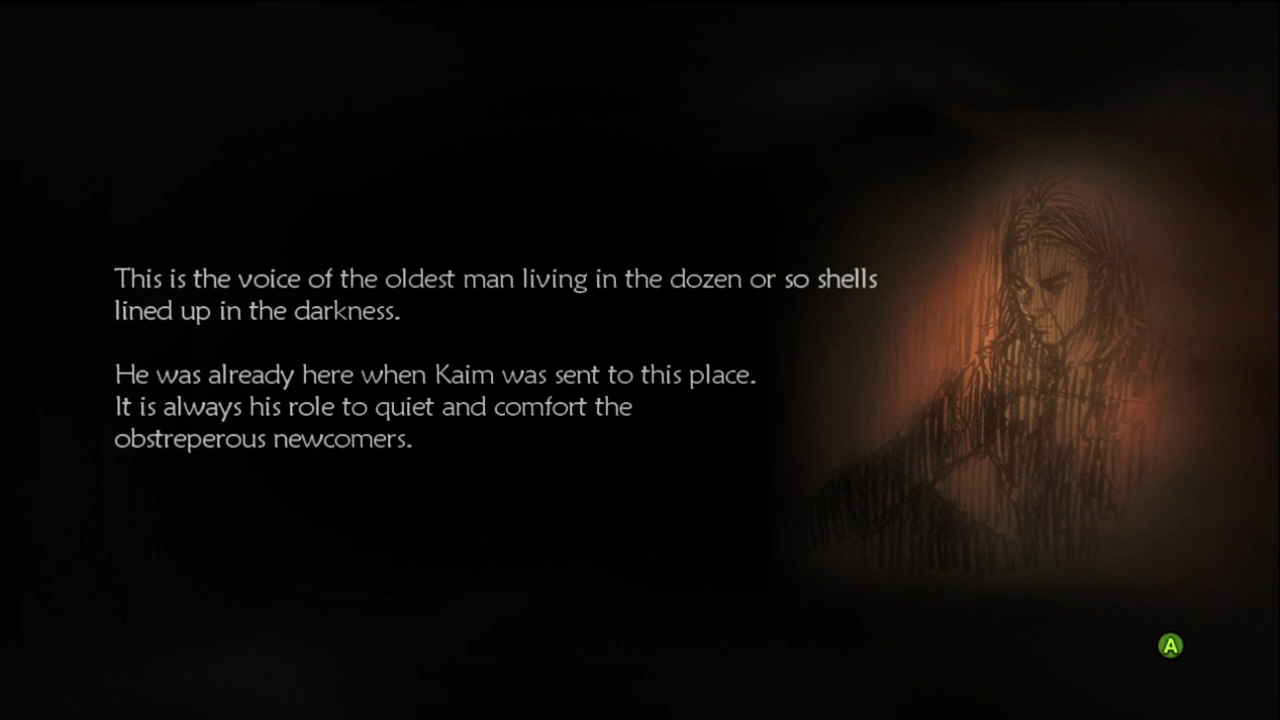 This is the voice of the oldest man living in the dozen or so shells
lined up in the darkness.
He was already here when Kaim was sent to this place.
It is always his role to quiet and comfort the
obstreperous newcomers.
A